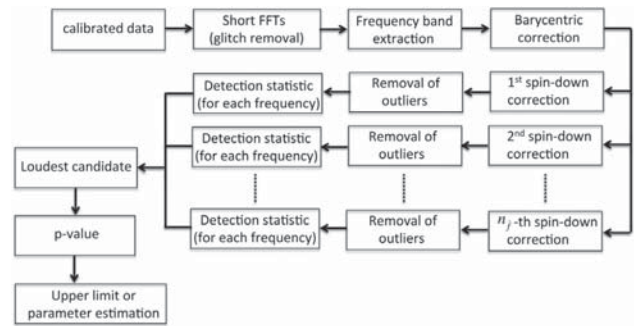 calibrated data
Short FFTs
(glitch removal)
Frequency band
extraction
Barycentric
correction
Detection statistic
(for each frequency)
Removal of
outliers
1st spin-down
correction
Detection statistic
(for each frequency)
Removal of
outliers
2nd spin-down
correction
Detection statistic
(for each frequency)
Removal of
outliers
nj-th spin-down
correction
Loudest candidate
p-value
Upper limit or
parameter estimation